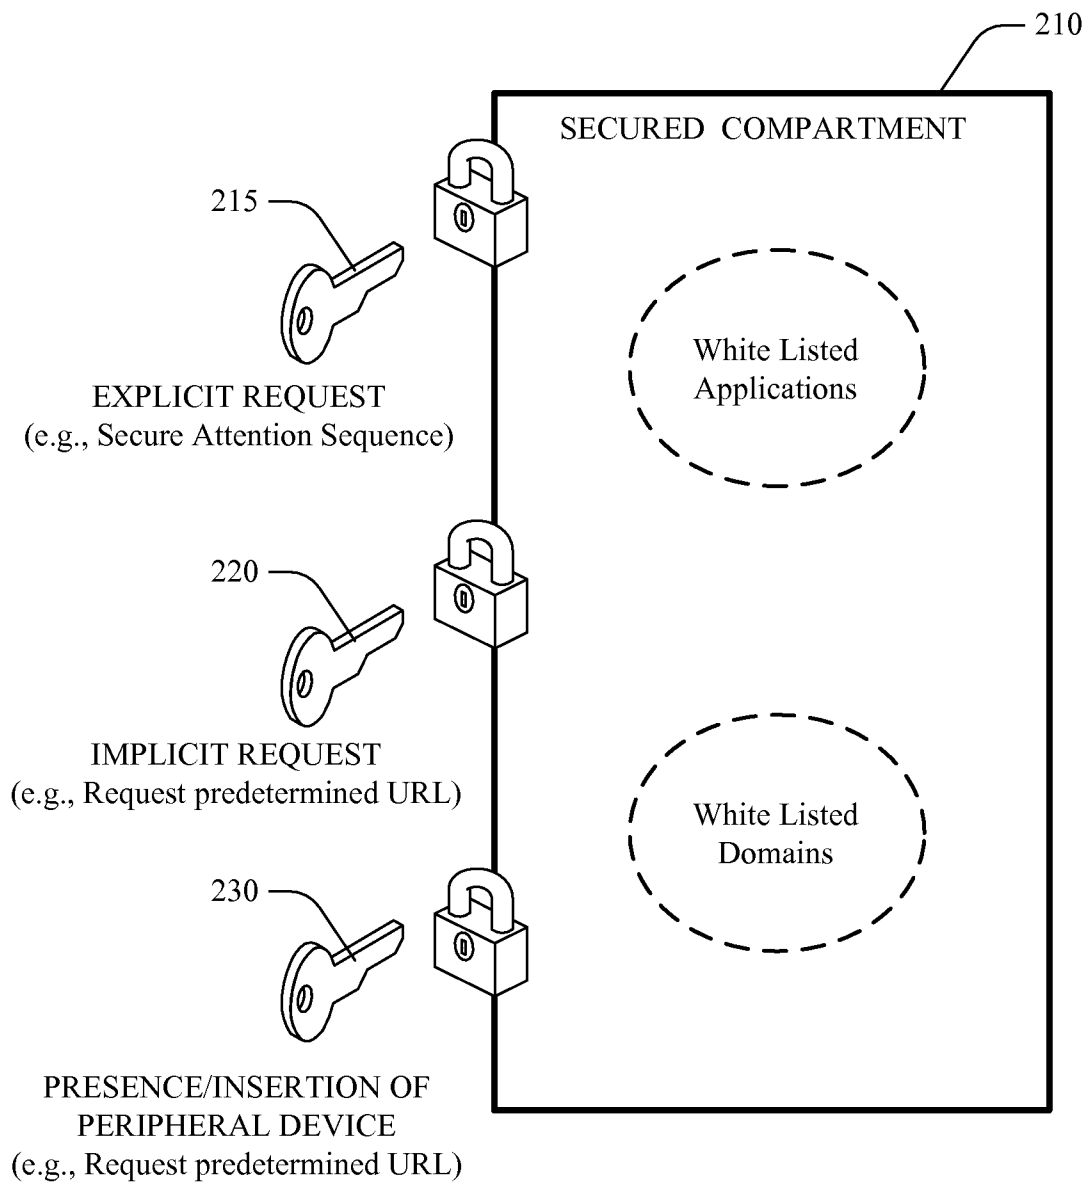 210
SECURED COMPARTMENT
215
White Listed
Applications
EXPLICIT REQUEST
(e.g., Secure Attention Sequence)
220
IMPLICIT REQUEST
(e.g., Request predetermined URL)
White Listed
Domains
230
PRESENCE/INSERTION OF
PERIPHERAL DEVICE
(e.g., Request predetermined URL)